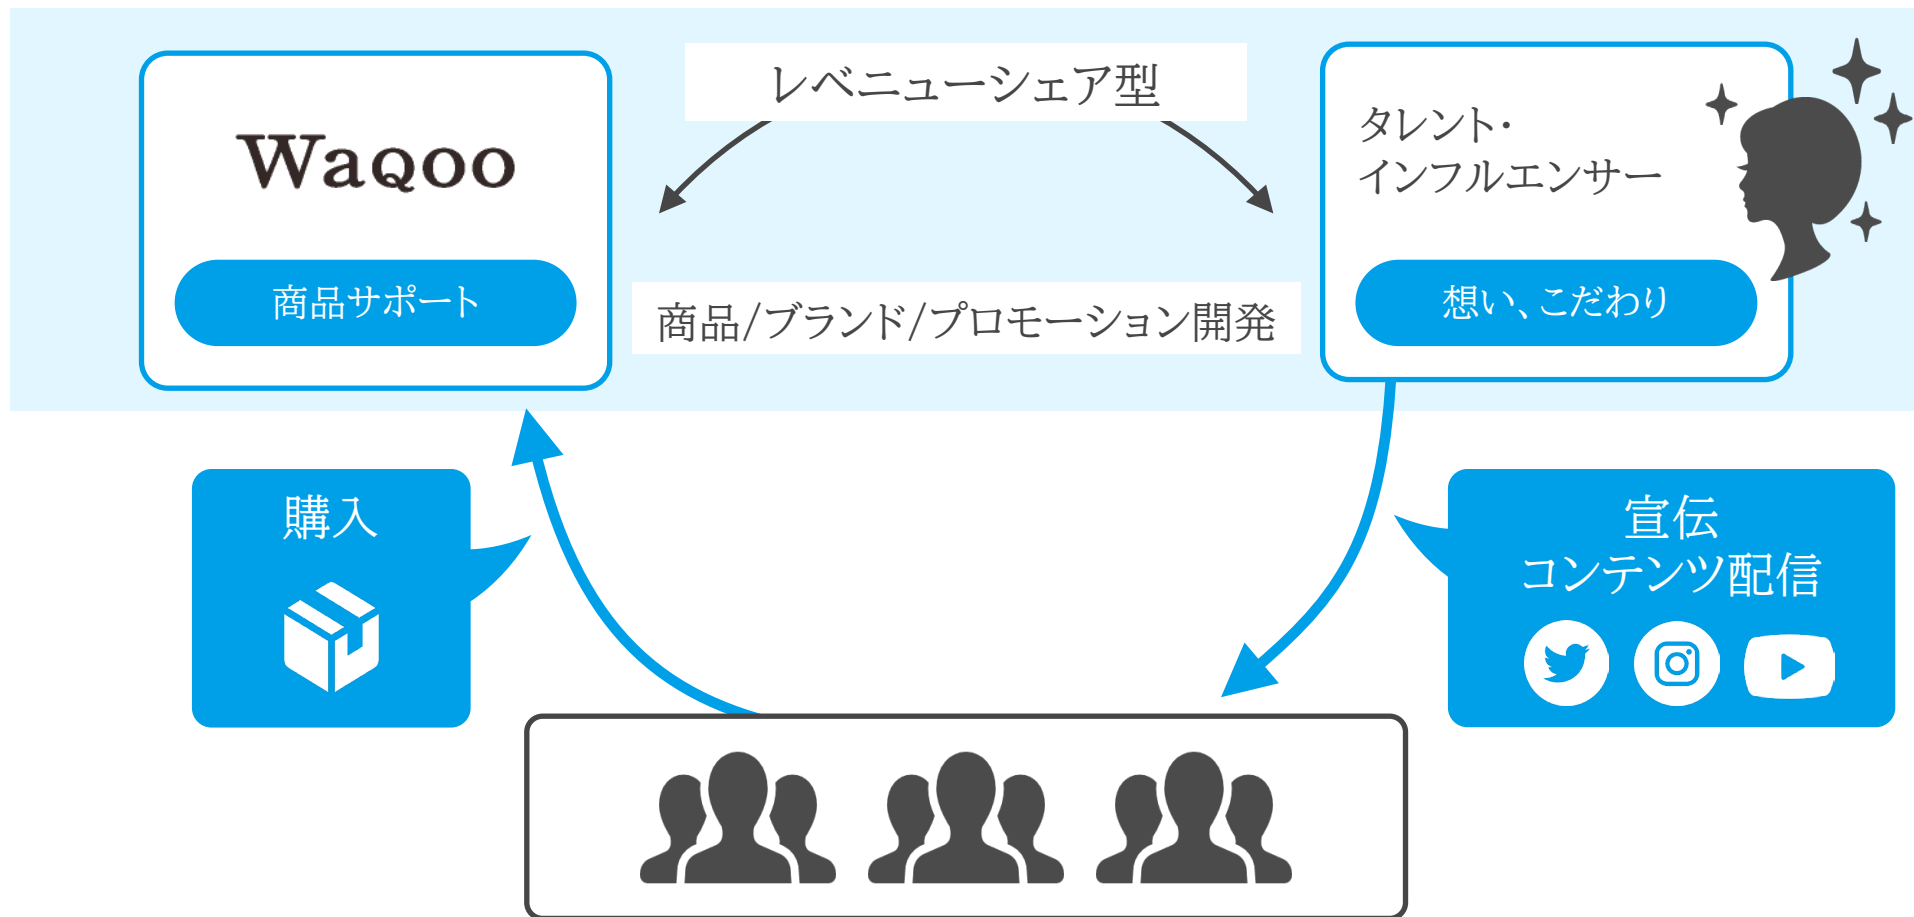 レベニューシェア型
Waqoo
タレント・
インフルエンサー
商品サポート
商品/ブランド/プロモーション開発
想い、こだわり
購入
宣伝
コンテンツ配信